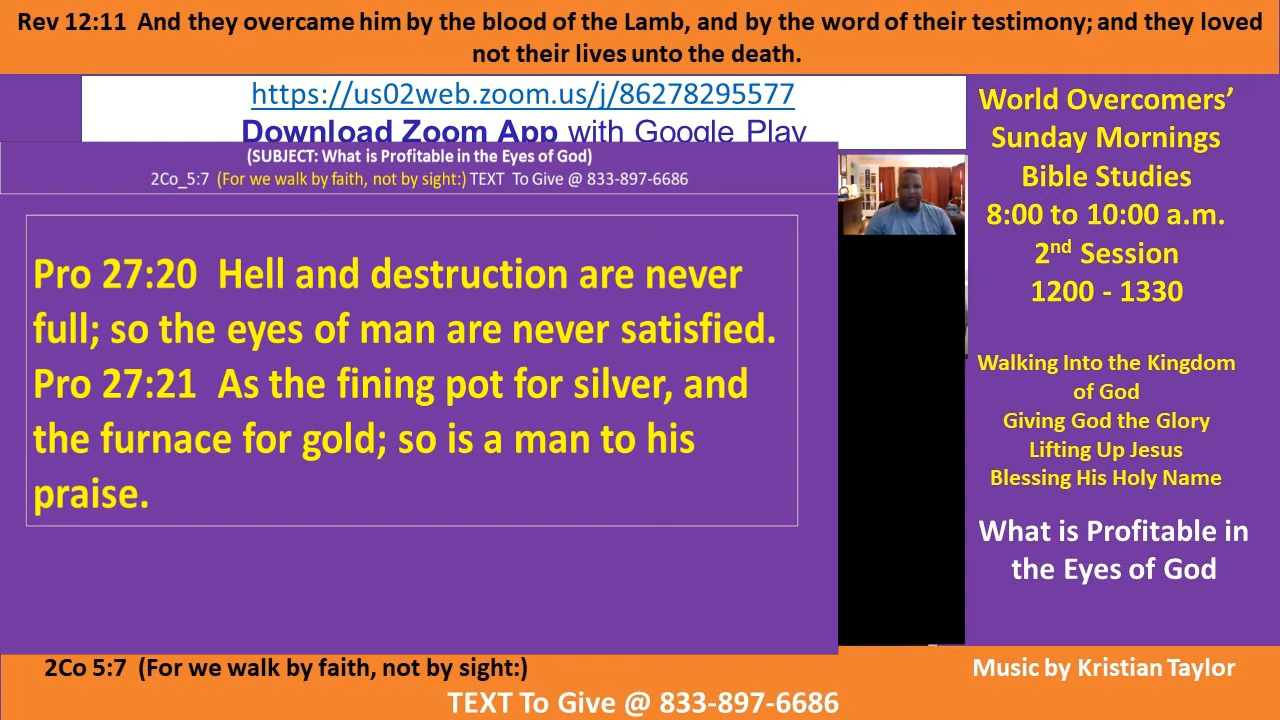 Rev 12:11  And they overcame him by the blood of the Lamb, and by the word of their testimony; and they loved
not their lives unto the death.
https://us02web.zoom.us/j/86278295577
Download Zoom App with Google Play
(SUBJECT: What is Profitable in the Eyes of God)
2Co_5:7  (For we walk by faith, not by sight:) TEXT  To Give @ 833-897-6686
Pro 27:20  Hell and destruction are never
full; so the eyes of man are never satisfied.
Pro 27:21  As the fining pot for silver, and
the furnace for gold; so is a man to his
praise.
World Overcomers’
Sunday Mornings
Bible Studies
8:00 to 10:00 a.m.
2nd Session
1200 - 1330
Walking Into the Kingdom
of God
Giving God the Glory
Lifting Up Jesus
Blessing His Holy Name
What is Profitable in
the Eyes of God
2Co 5:7  (For we walk by faith, not by sight:)
Music by Kristian Taylor
TEXT To Give @ 833-897-6686